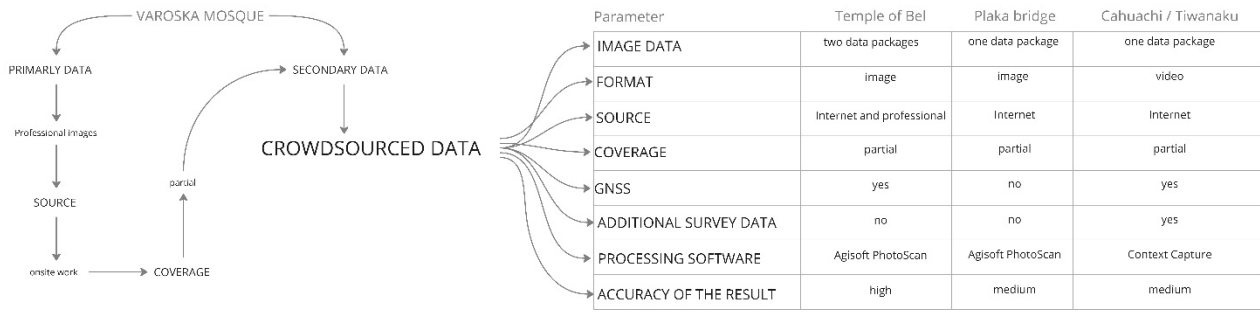 VAROSKA MOSQUE
PRIMARLY DATA
SECONDARY DATA
Professional images
CROWDSOURCED DATA
partial
SOURCE
onsite work
COVERAGE
Parameter Temple of Bel Plaka bridge Cahuachi / Tiwanaku
IMAGE DATA two data packages one data package one data package
FORMAT image image video
SOURCE Internet and professional Internet Internet
COVERAGE partial partial partial
GNSS yes no yes
ADDITIONAL SURVEY DATA no no yes
PROCESSING SOFTWARE Agisoft PhotoScan Agisoft PhotoScan Context Capture
ACCURACY OF THE RESULT high medium medium